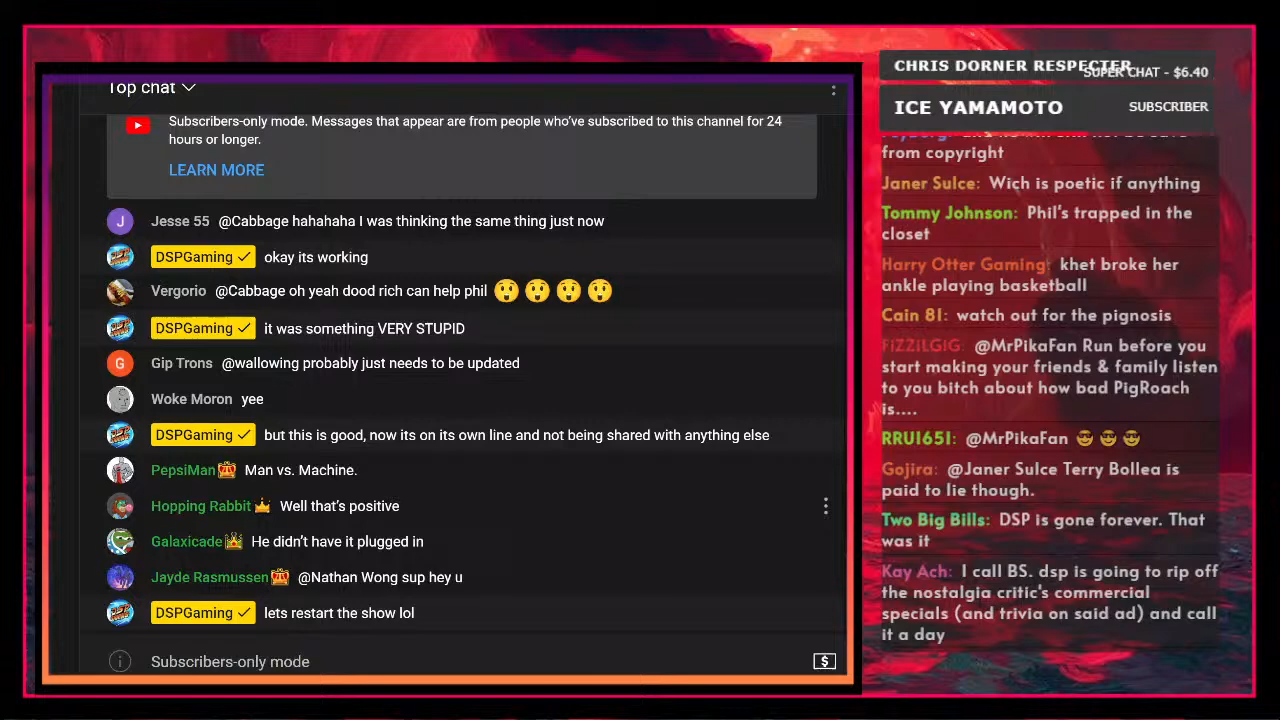 Top chat
Subscribers-only mode. Messages that appear are from people who've subscribed to this channel for 24
hours or longer.
LEARN MORE
Jesse 55 @Cabbage hahahaha I was thinking the same thing just now
DSPGaming okay its working
Vergorio @Cabbage oh yeah dood rich can help phil 😲😲😲😲
DSPGaming it was something VERY STUPID
G Gip Trons @wallowing probably just needs to be updated
Woke Moron yee
DSPGaming but this is good, now its on its own line and not being shared with anything else
PepsiMan Man vs. Machine.
Hopping Rabbit Well that's positive
Galaxicade He didn't have it plugged in
Jayde Rasmussen @Nathan Wong sup hey u
DSPGaming lets restart the show lol
Subscribers-only mode
CHRIS DORNER RESPECTER
SUPER CHAT - $6.40
ICE YAMAMOTO SUBSCRIBER
from copyright
Janer Sulce: Wich is poetic if anything
Tommy Johnson: Phil's trapped in the
closet
Harry Otter Gaming: khet broke her
ankle playing basketball
Cain 81: watch out for the pignosis
FiZZiLGiG: @MrPikaFan Run before you
start making your friends & family listen
to you bitch about how bad PigRoach
is....
RRU1651: @MrPikaFan 😎😎😎
Gojira: @Janer Sulce Terry Bollea is
paid to lie though.
Two Big Bills: DSP is gone forever. That
was it
Kay Ach: I call BS. dsp is going to rip off
the nostalgia critic's commercial
specials (and trivia on said ad) and call
it a day